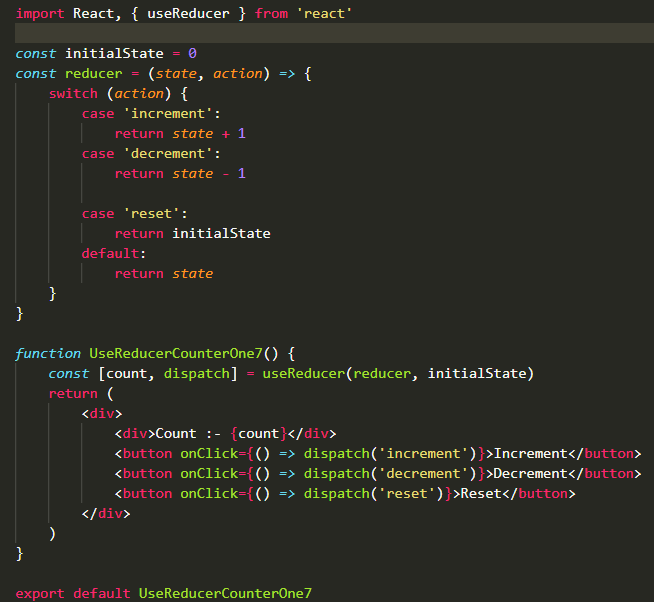 import React, { useReducer } from 'react'
const initialState = 0
const reducer = (state, action) => {
switch (action) {
case 'increment':
return state + 1
case 'decrement':
return state - 1
case 'reset':
return initialState
default:
return state
}
}
function UseReducerCounterOne7() {
const [count, dispatch] = useReducer(reducer, initialState)
return (
<div>
<div>Count :- {count}</div>
<button onClick={() => dispatch('increment')}>Increment</button>
<button onClick={() => dispatch('decrement')}>Decrement</button>
<button onClick={() => dispatch('reset')}>Reset</button>
</div>
)
}
export default UseReducerCounterOne7